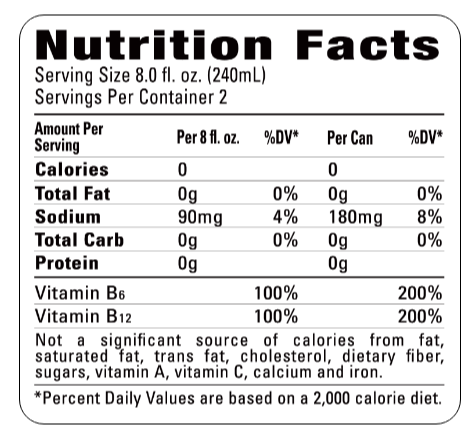 Nutrition Facts
Serving Size 8.0 fl. oz. (240mL)
Servings Per Container 2
Amount Per Serving Per 8 fl. oz. %DV* Per Can %DV*
Calories 0 0
Total Fat 0g 0% 0g 0%
Sodium 90mg 4% 180mg 8%
Total Carb 0g 0% 0g 0%
Protein 0g 0g
Vitamin B6 100% 200%
Vitamin B12 100% 200%
Not a significant source of calories from fat,
saturated fat, trans fat, cholesterol, dietary fiber,
sugars, vitamin A, vitamin C, calcium and iron.
*Percent Daily Values are based on a 2,000 calorie diet.